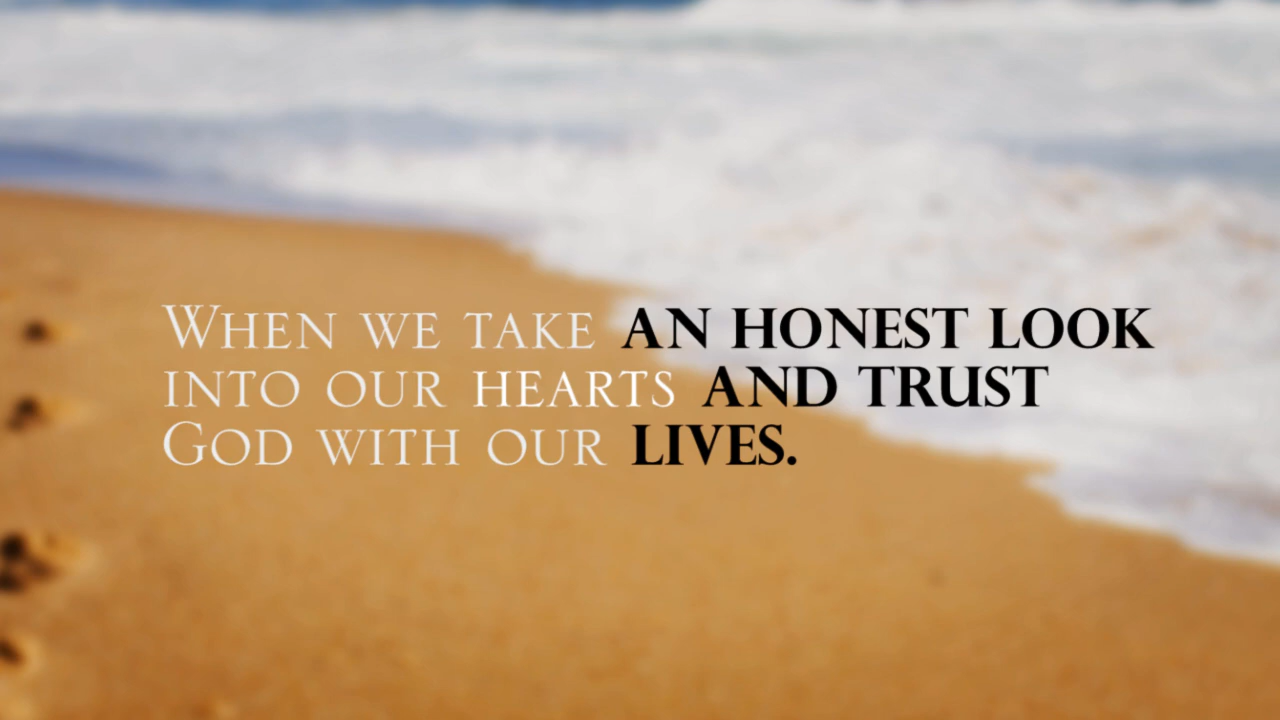 When we take an honest look
into our hearts and trust
God with our lives.